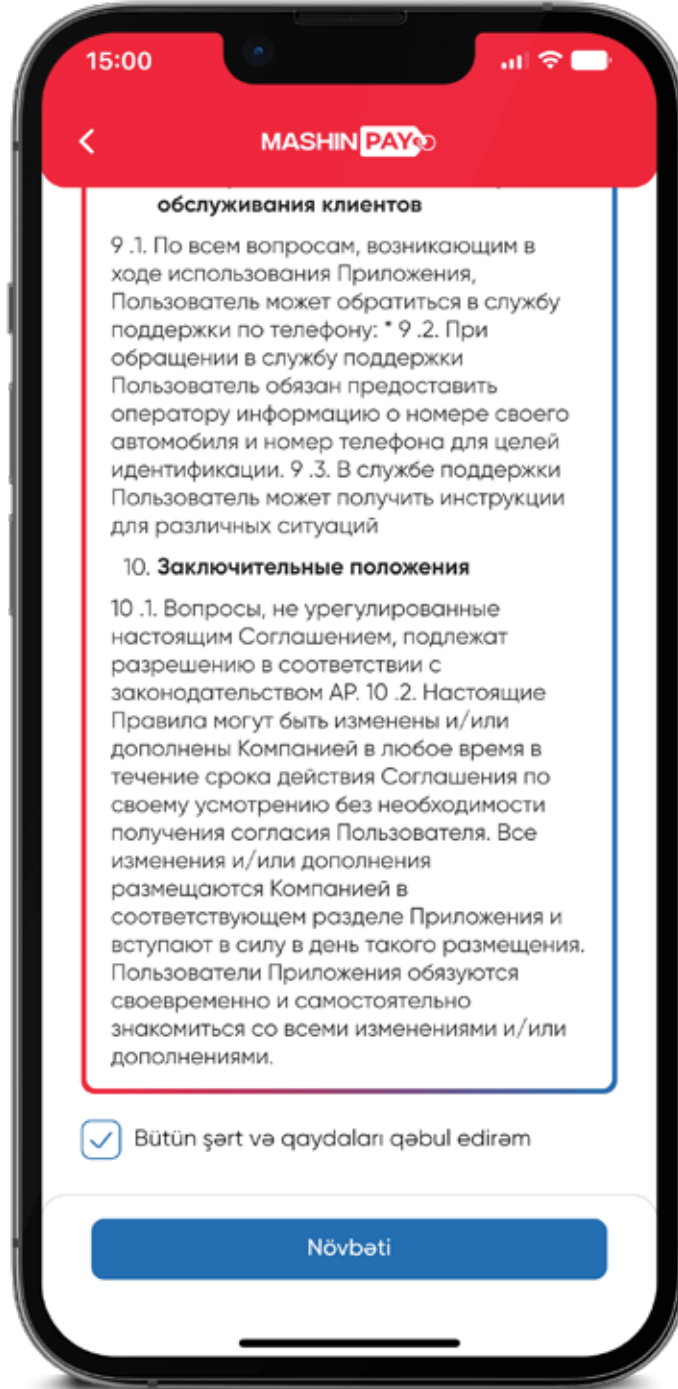 15:00
MASHIN PAY
обслуживания клиентов
9 .1. По всем вопросам, возникающим в
ходе использования Приложения,
Пользователь может обратиться в службу
поддержки по телефону: * 9 .2. При
обращении в службу поддержки
Пользователь обязан предоставить
оператору информацию о номере своего
автомобиля и номер телефона для целей
идентификации. 9 .3. В службе поддержки
Пользователь может получить инструкции
для различных ситуаций
10. Заключительные положения
10 .1. Вопросы, не урегулированные
настоящим Соглашением, подлежат
разрешению в соответствии с
законодательством АР. 10 .2. Настоящие
Правила могут быть изменены и/или
дополнены Компанией в любое время в
течение срока действия Соглашения по
своему усмотрению без необходимости
получения согласия Пользователя. Все
изменения и/или дополнения
размещаются Компанией в
соответствующем разделе Приложения и
вступают в силу в день такого размещения.
Пользователи Приложения обязуются
своевременно и самостоятельно
знакомиться со всеми изменениями и/или
дополнениями.
Bütün şərt və qaydaları qəbul edirəm
Növbəti